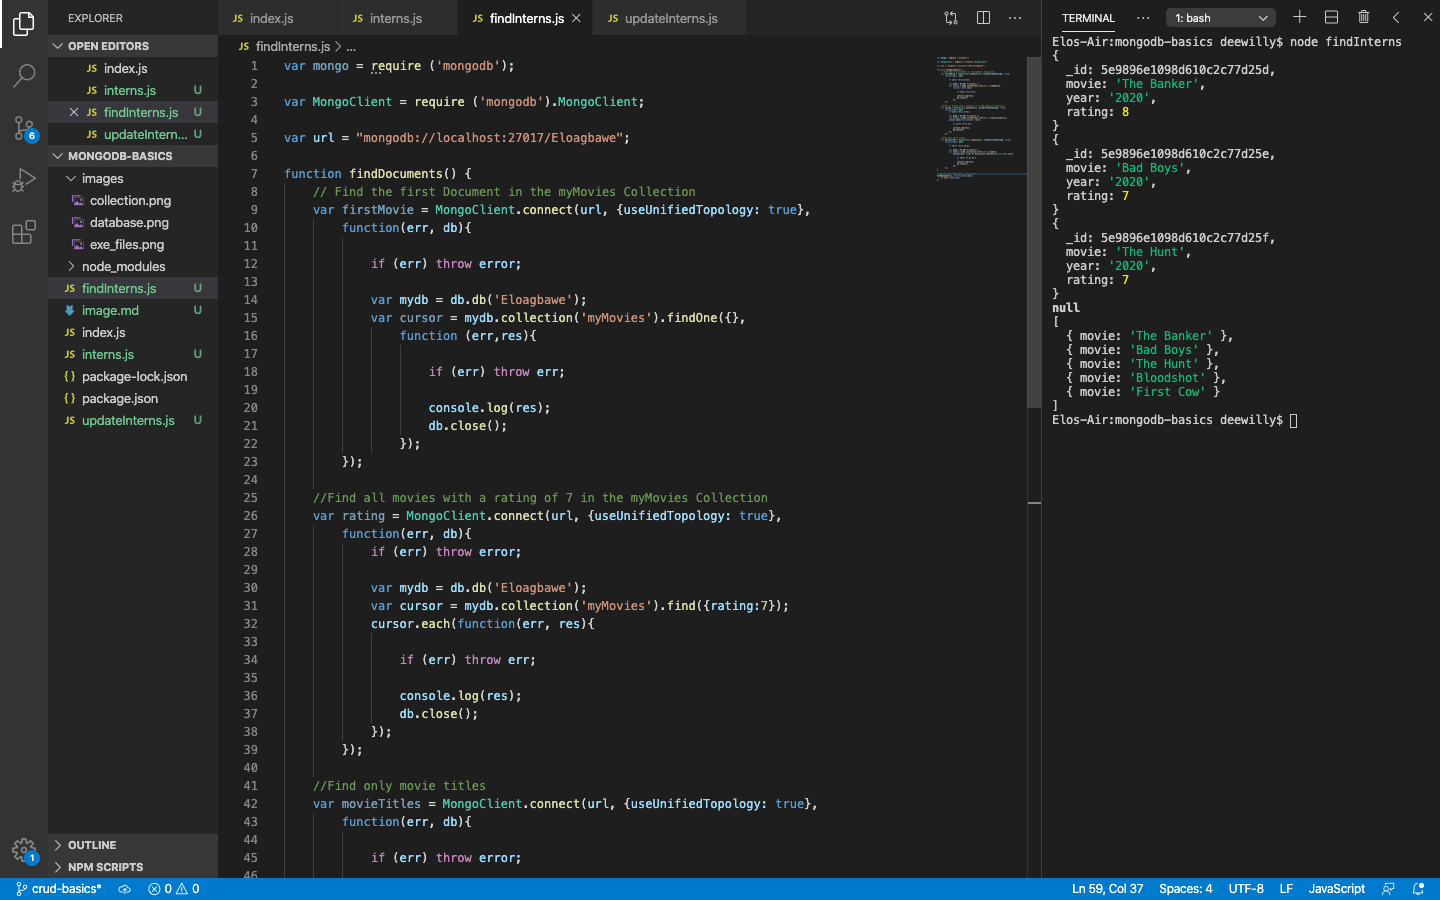 EXPLORER
OPEN EDITORS
JS index.js
JS interns.js U
JS findInterns.js U
JS updateIntern... U
MONGODB-BASICS
images
collection.png
database.png
exe_files.png
node_modules
JS findInterns.js U
image.md U
JS index.js
JS interns.js U
{} package-lock.json
{} package.json
JS updateInterns.js U
OUTLINE
NPM SCRIPTS
6
1
JS index.js JS interns.js JS findInterns.js JS updateInterns.js
JS findInterns.js > ...
1 var mongo = require ('mongodb');
2
3 var MongoClient = require ('mongodb').MongoClient;
4
5 var url = "mongodb://localhost:27017/Eloagbawe";
6
7 function findDocuments() {
8 // Find the first Document in the myMovies Collection
9 var firstMovie = MongoClient.connect(url, {useUnifiedTopology: true},
10 function(err, db){
11
12 if (err) throw error;
13
14 var mydb = db.db('Eloagbawe');
15 var cursor = mydb.collection('myMovies').findOne({},
16 function (err,res){
17
18 if (err) throw err;
19
20 console.log(res);
21 db.close();
22 });
23 });
24
25 //Find all movies with a rating of 7 in the myMovies Collection
26 var rating = MongoClient.connect(url, {useUnifiedTopology: true},
27 function(err, db){
28 if (err) throw error;
29
30 var mydb = db.db('Eloagbawe');
31 var cursor = mydb.collection('myMovies').find({rating:7});
32 cursor.each(function(err, res){
33
34 if (err) throw err;
35
36 console.log(res);
37 db.close();
38 });
39 });
40
41 //Find only movie titles
42 var movieTitles = MongoClient.connect(url, {useUnifiedTopology: true},
43 function(err, db){
44
45 if (err) throw error;
46
TERMINAL ... 1: bash
Elos-Air:mongodb-basics deewilly$ node findInterns
{
_id: 5e9896e1098d610c2c77d25d,
movie: 'The Banker',
year: '2020',
rating: 8
}
{
_id: 5e9896e1098d610c2c77d25e,
movie: 'Bad Boys',
year: '2020',
rating: 7
}
{
_id: 5e9896e1098d610c2c77d25f,
movie: 'The Hunt',
year: '2020',
rating: 7
}
null
[
{ movie: 'The Banker' },
{ movie: 'Bad Boys' },
{ movie: 'The Hunt' },
{ movie: 'Bloodshot' },
{ movie: 'First Cow' }
]
Elos-Air:mongodb-basics deewilly$
crud-basics* 0 0 Ln 59, Col 37 Spaces: 4 UTF-8 LF JavaScript